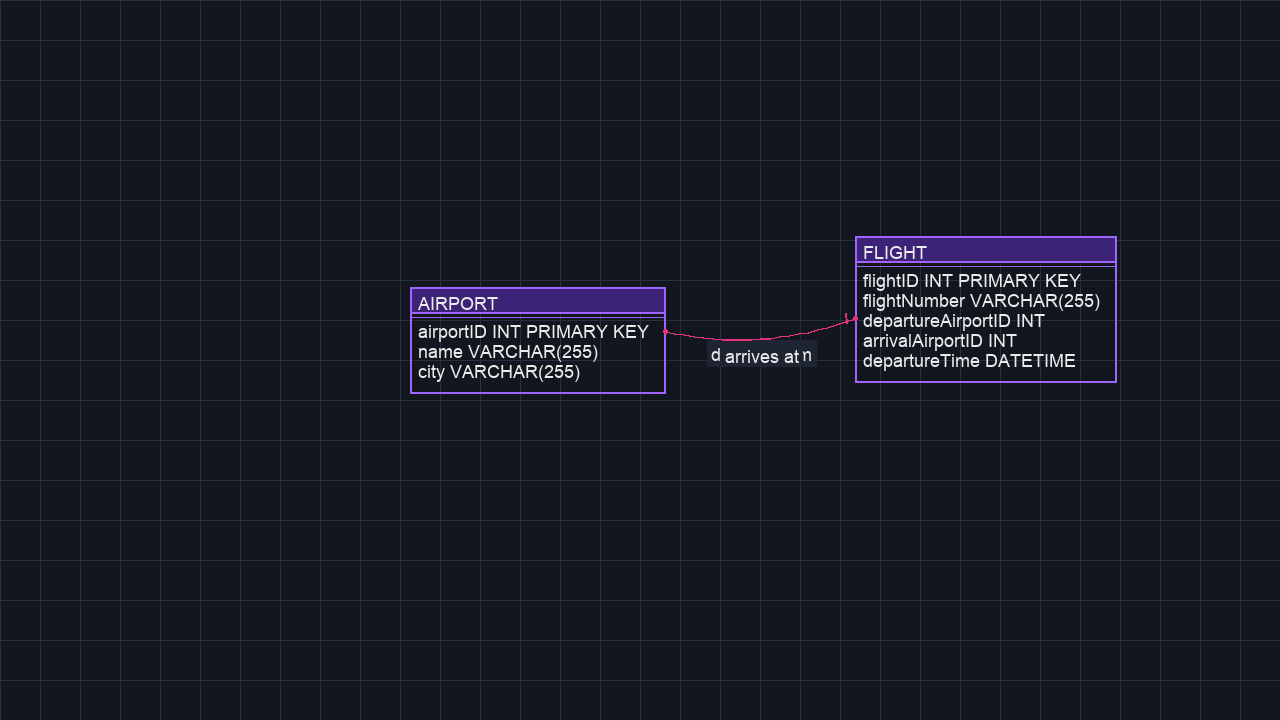 AIRPORT
airportID INT PRIMARY KEY
name VARCHAR(255)
city VARCHAR(255)
arrives at
FLIGHT
flightID INT PRIMARY KEY
flightNumber VARCHAR(255)
departureAirportID INT
arrivalAirportID INT
departureTime DATETIME